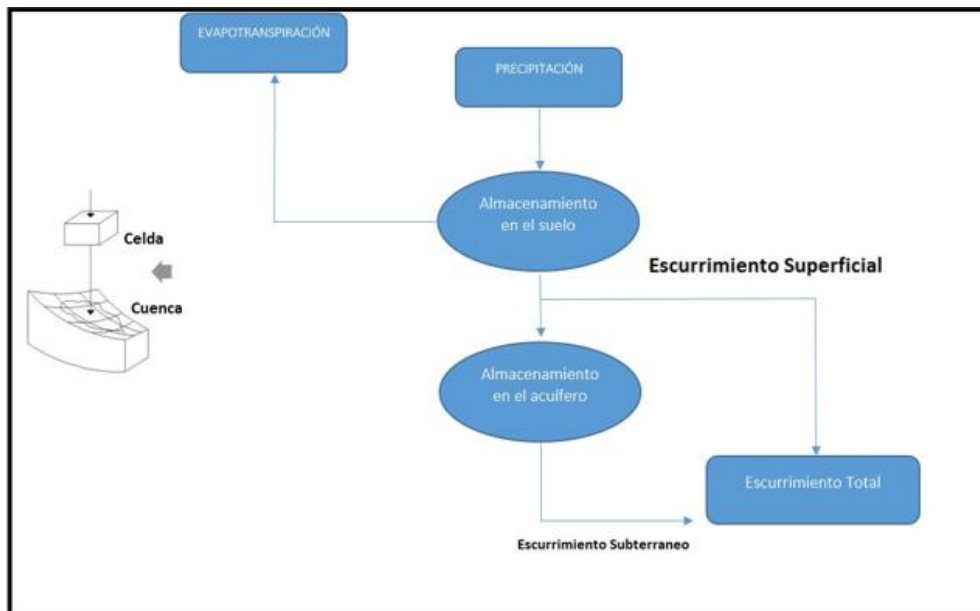 EVAPOTRANSPIRACIÓN
PRECIPITACIÓN
Almacenamiento
en el suelo
Celda
Escurrimiento Superficial
Cuenca
Almacenamiento
en el acuífero
Escurrimiento Total
Escurrimiento Subterraneo